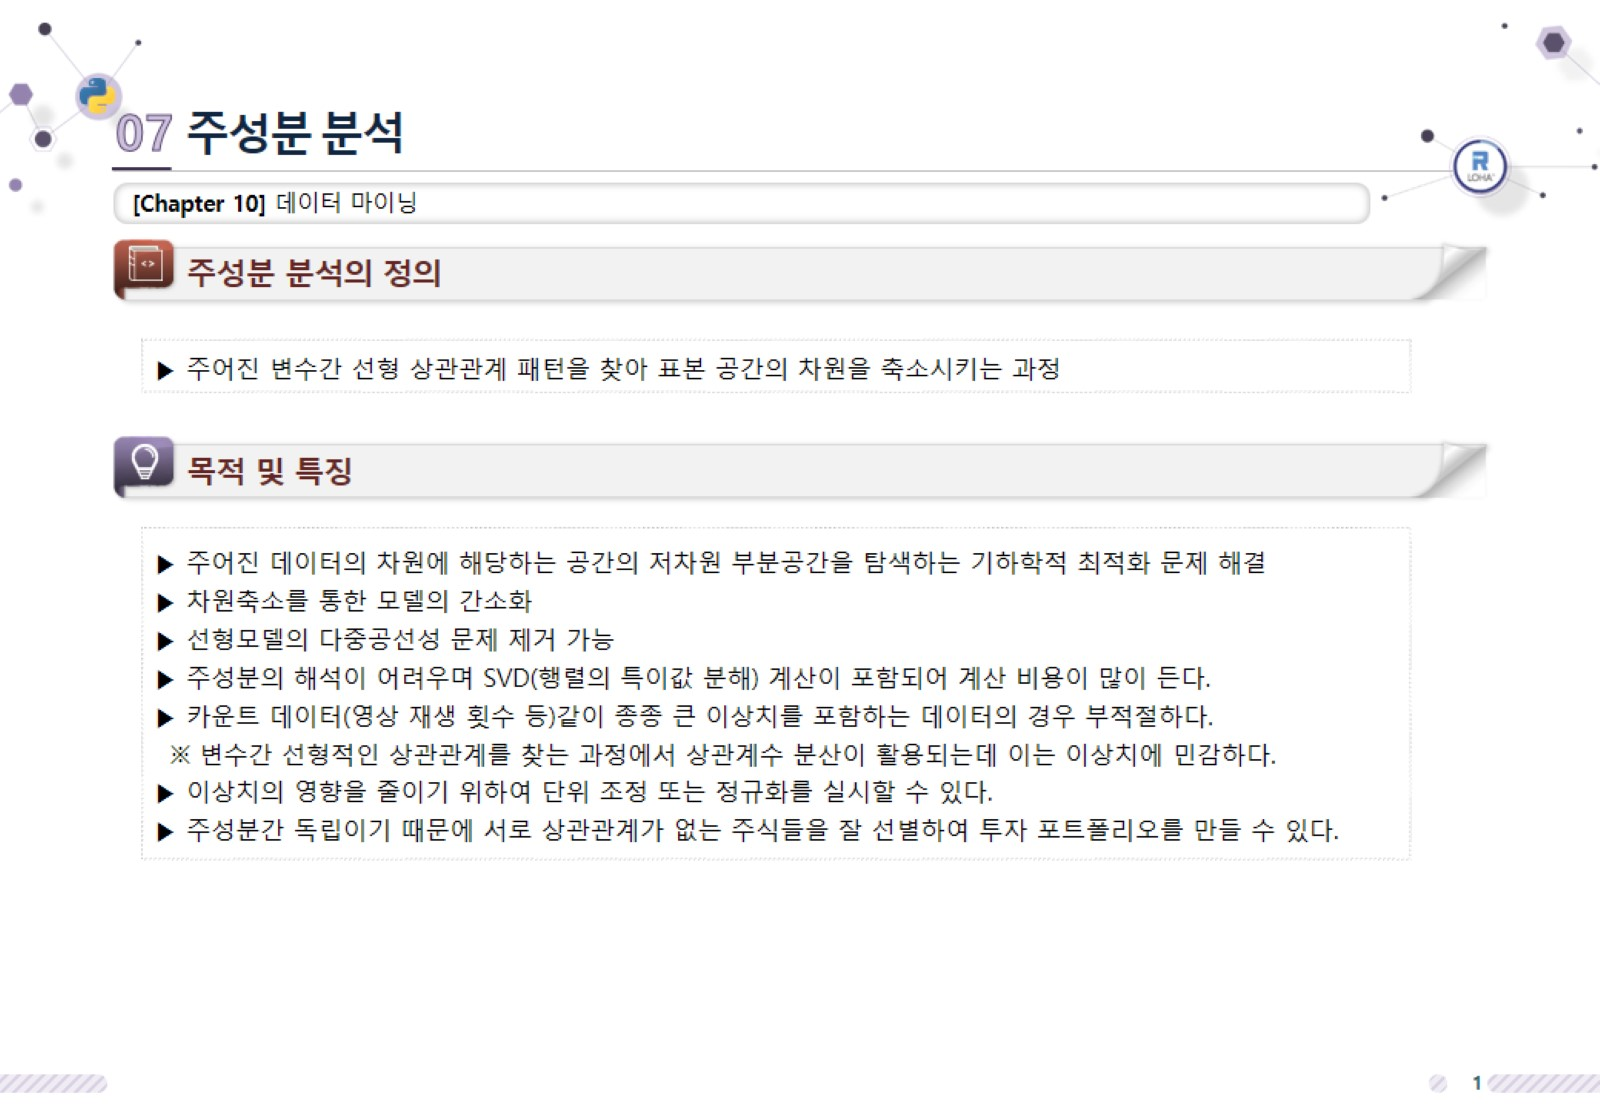 07 주성분 분석
R
LOHA
[Chapter 10] 데이터 마이닝
<>
주성분 분석의 정의
▶ 주어진 변수간 선형 상관관계 패턴을 찾아 표본 공간의 차원을 축소시키는 과정
목적 및 특징
▶ 주어진 데이터의 차원에 해당하는 공간의 저차원 부분공간을 탐색하는 기하학적 최적화 문제 해결
▶ 차원축소를 통한 모델의 간소화
▶ 선형모델의 다중공선성 문제 제거 가능
▶ 주성분의 해석이 어려우며 SVD(행렬의 특이값 분해) 계산이 포함되어 계산 비용이 많이 든다.
▶ 카운트 데이터(영상 재생 횟수 등)같이 종종 큰 이상치를 포함하는 데이터의 경우 부적절하다.
※ 변수간 선형적인 상관관계를 찾는 과정에서 상관계수 분산이 활용되는데 이는 이상치에 민감하다.
▶ 이상치의 영향을 줄이기 위하여 단위 조정 또는 정규화를 실시할 수 있다.
▶ 주성분간 독립이기 때문에 서로 상관관계가 없는 주식들을 잘 선별하여 투자 포트폴리오를 만들 수 있다.
1